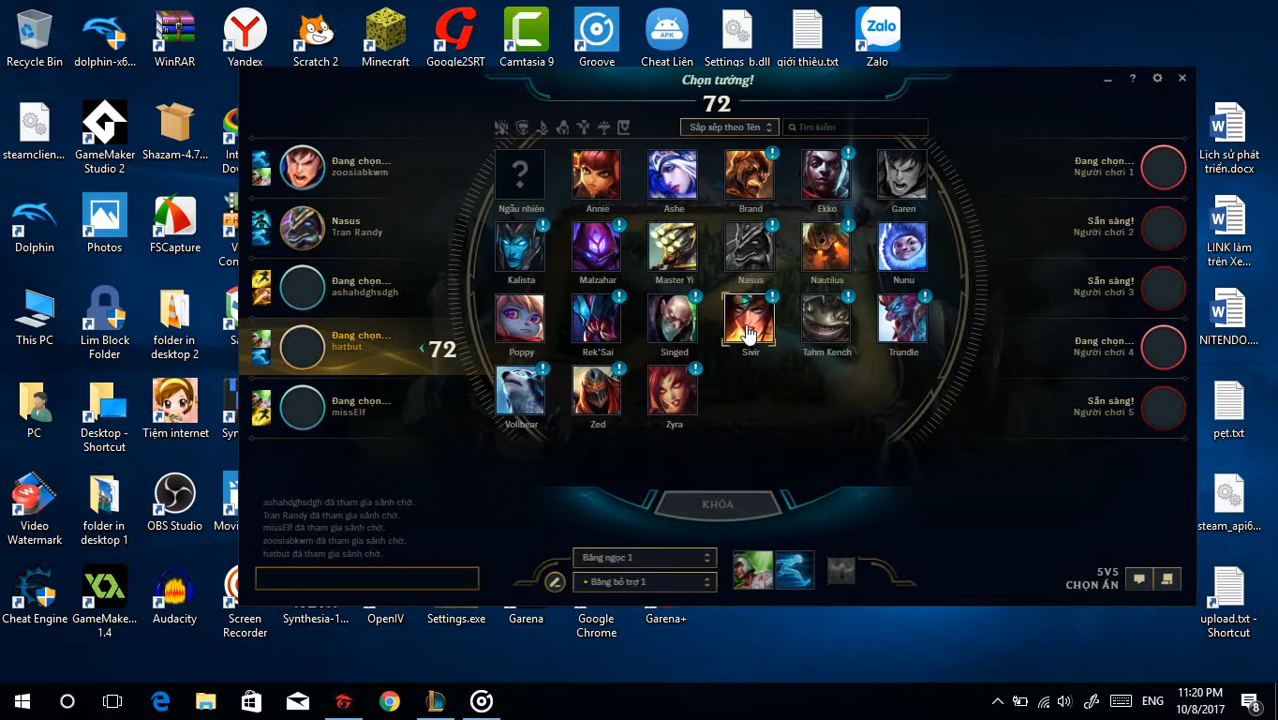 Recycle Bin
dolphin-x6...
WinRAR
Yandex
Scratch 2
Minecraft
Google2SRT
Camtasia 9
Groove
APK
Cheat Liên
Settings_b.dll
giới thiệu.txt
Zalo
Zalo
steamclien...
GameMaker
Studio 2
Shazam-4.7...
Dolphin
Photos
FSCapture
This PC
Lim Block
Folder
folder in
desktop 2
PC
Desktop -
Shortcut
Tiệm internet
Video
Watermark
folder in
desktop 1
OBS Studio
Cheat Engine
GameMake...
1.4
Audacity
Screen
Recorder
Synthesia-1...
OpenIV
Settings.exe
Garena
Google
Chrome
Garena+
Lịch sử phát
triển.docx
LINK làm
trên Xe...
NITENDO....
pet.txt
steam_api6...
upload.txt -
Shortcut
Chọn tướng!
72
Sắp xếp theo Tên
Tìm kiếm
Đang chọn...
zoosiabkwm
Nasus
Tran Randy
Đang chọn...
ashahdghsdgh
Đang chọn...
hatbut
72
Đang chọn...
missElf
Ngẫu nhiên
Annie
Ashe
Brand
Ekko
Garen
Kalista
Malzahar
Master Yi
Nasus
Nautilus
Nunu
Poppy
Rek'Sai
Singed
Sivir
Tahm Kench
Trundle
Volibear
Zed
Zyra
Đang chọn...
Người chơi 1
Sẵn sàng!
Người chơi 2
Sẵn sàng!
Người chơi 3
Đang chọn...
Người chơi 4
Sẵn sàng!
Người chơi 5
ashahdghsdgh đã tham gia sảnh chờ.
Tran Randy đã tham gia sảnh chờ.
missElf đã tham gia sảnh chờ.
zoosiabkwm đã tham gia sảnh chờ.
hatbut đã tham gia sảnh chờ.
KHÓA
Bảng ngọc 1
Bảng bổ trợ 1
5V5
CHỌN ẨN
ENG
11:20 PM
10/8/2017
8